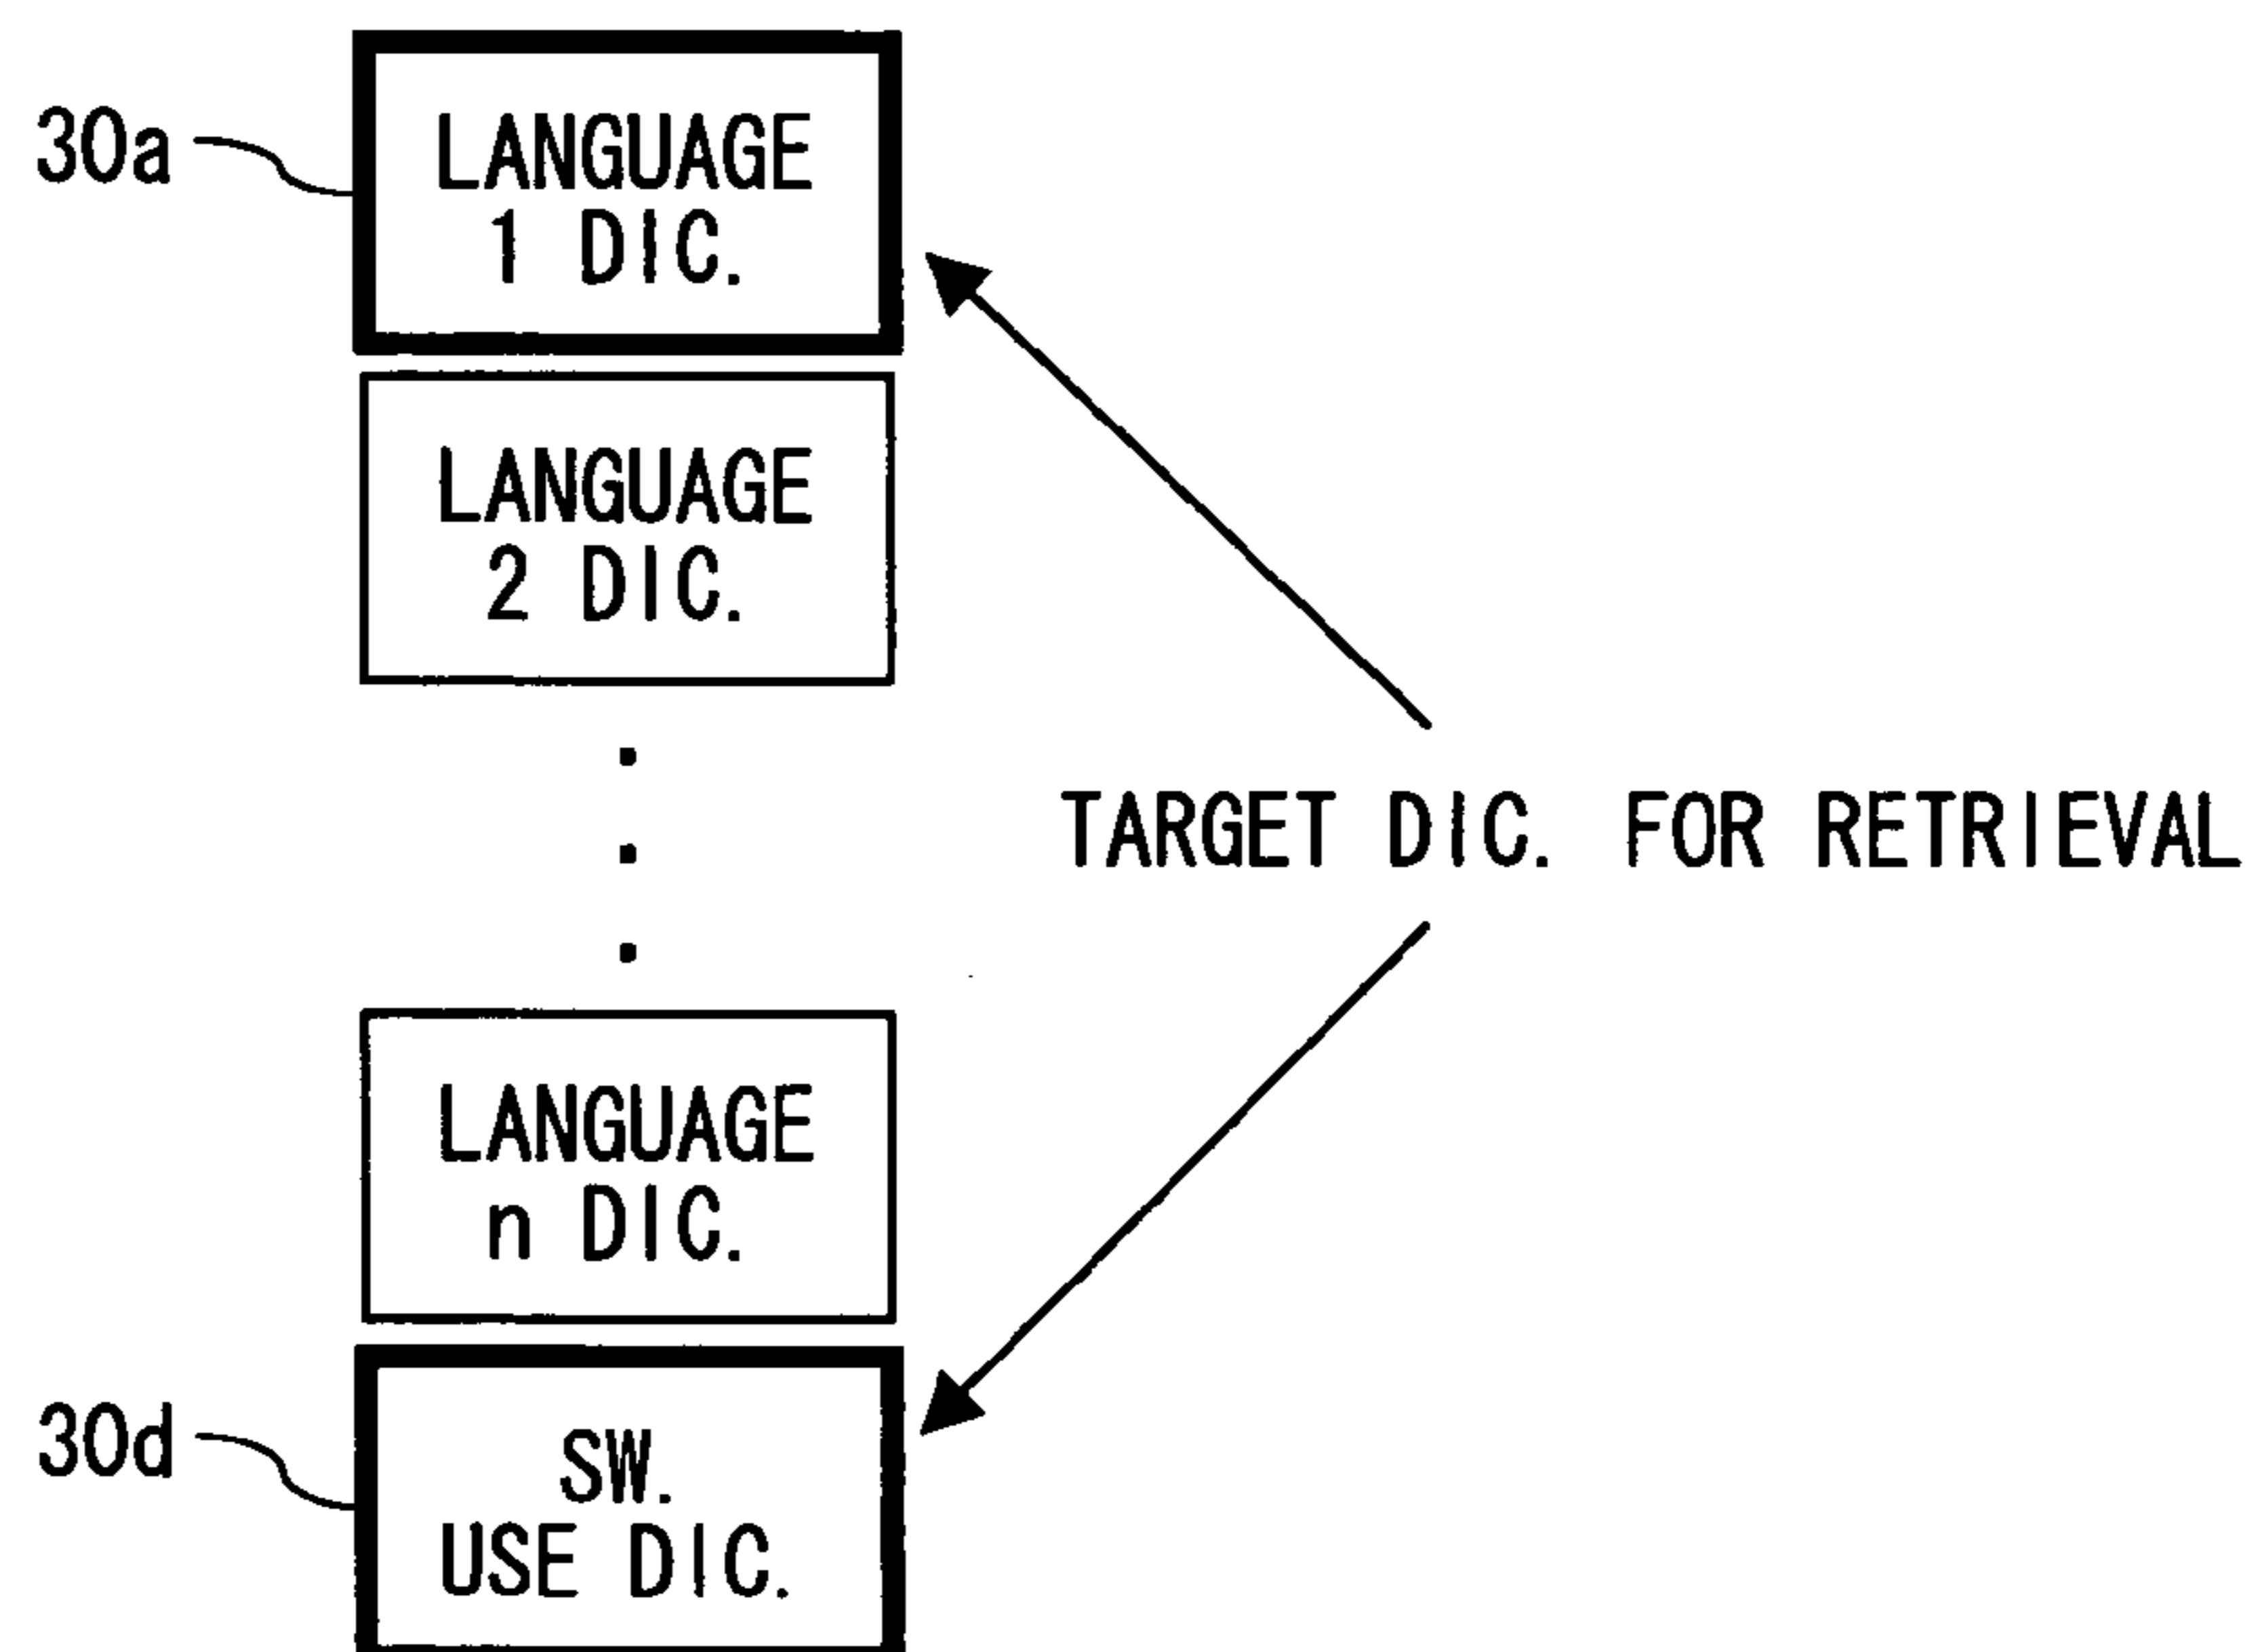 30a
LANGUAGE
1 DIC.
LANGUAGE
2 DIC.
TARGET DIC. FOR RETRIEVAL
LANGUAGE
n DIC.
30d
SW.
USE DIC.